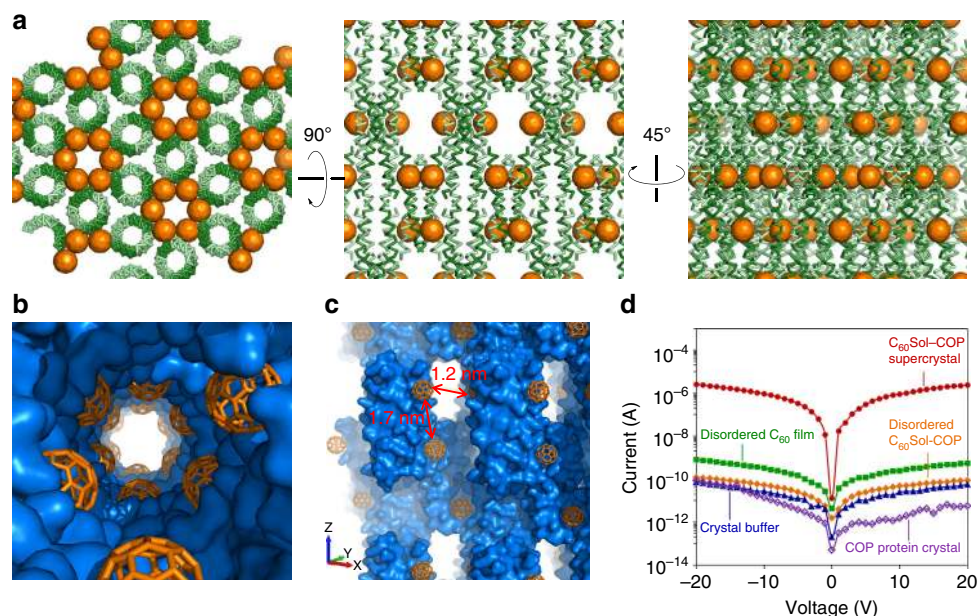 a
90°
45°
b
c
d
1.2 nm
1.7 nm
Z
Y
X
10⁻⁴
10⁻⁶
10⁻⁸
10⁻¹⁰
10⁻¹²
10⁻¹⁴
Current (A)
C₆₀Sol–COP
supercrystal
Disordered C₆₀ film
Disordered
C₆₀Sol-COP
Crystal buffer
COP protein crystal
–20
–10
0
10
20
Voltage (V)